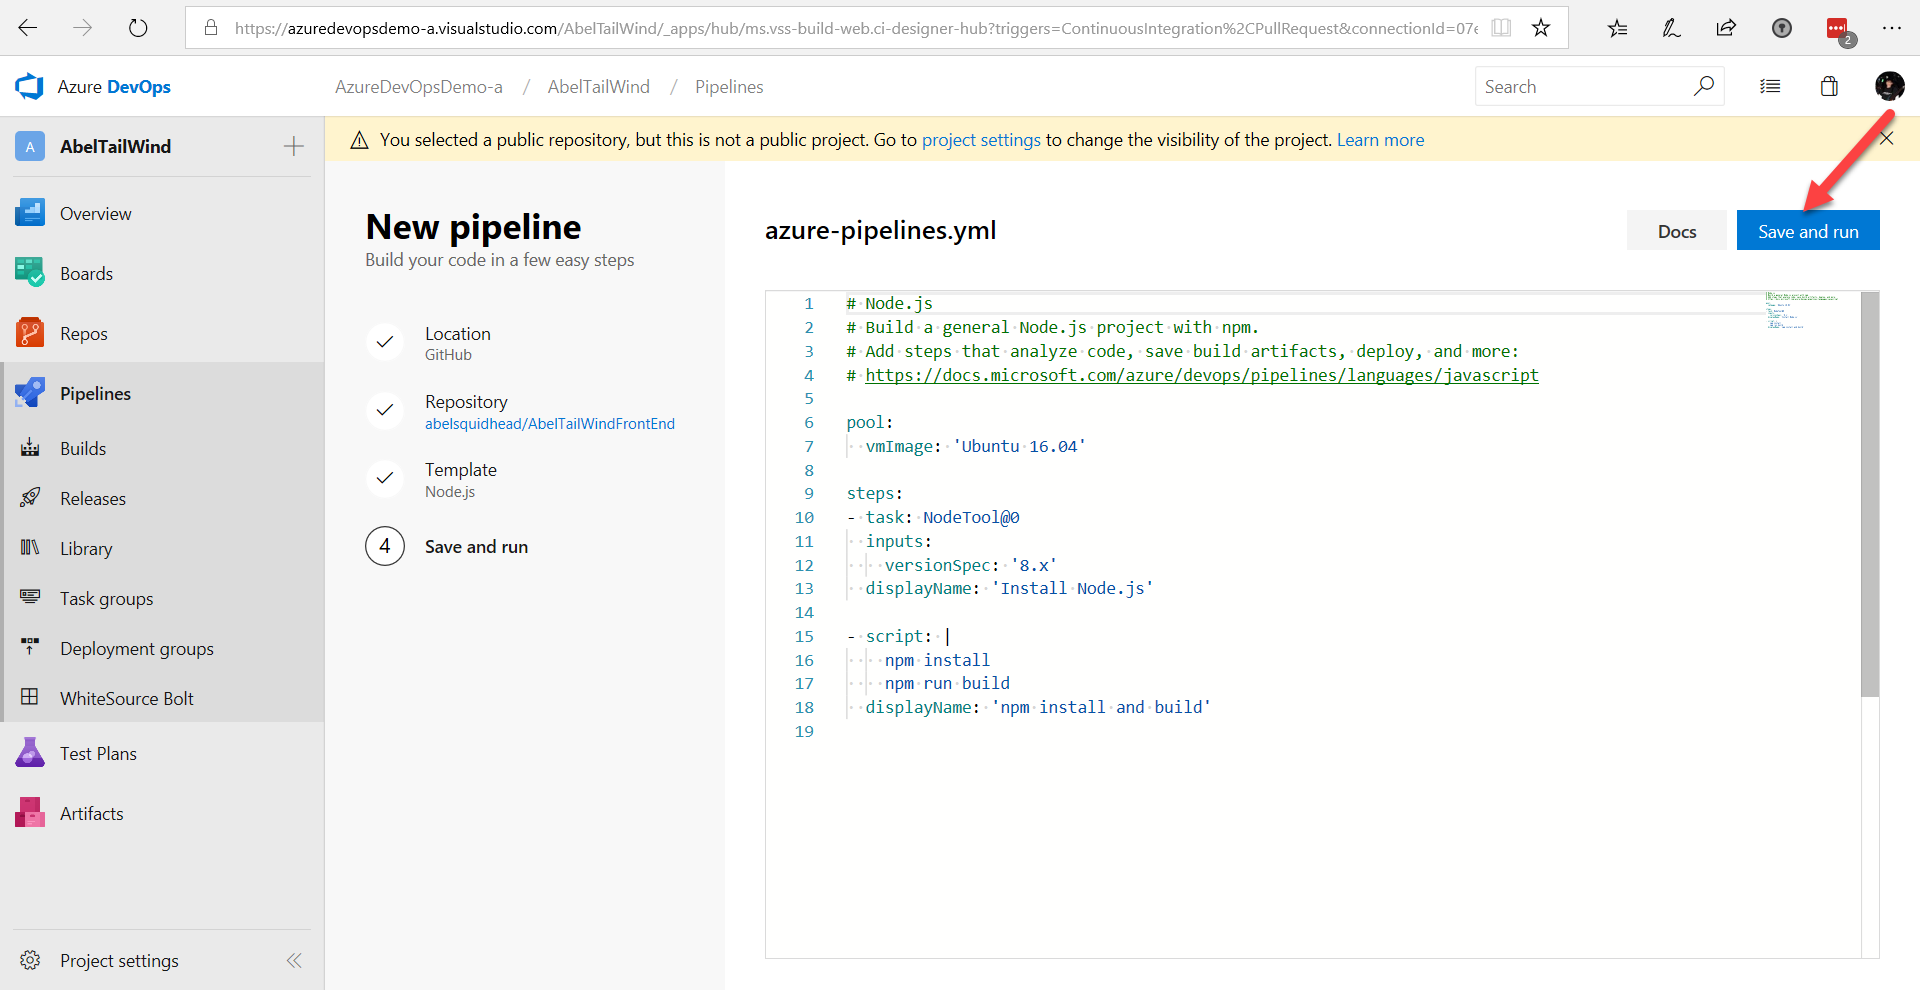 https://azuredevopsdemo-a.visualstudio.com/AbelTailWind/_apps/hub/ms.vss-build-web.ci-designer-hub?triggers=ContinuousIntegration%2CPullRequest&connectionId=07e
2
Azure DevOps
AzureDevOpsDemo-a / AbelTailWind / Pipelines
Search
A AbelTailWind
You selected a public repository, but this is not a public project. Go to project settings to change the visibility of the project. Learn more
Overview
Boards
Repos
Pipelines
Builds
Releases
Library
Task groups
Deployment groups
WhiteSource Bolt
Test Plans
Artifacts
Project settings
New pipeline
Build your code in a few easy steps
Location
GitHub
Repository
abelsquidhead/AbelTailWindFrontEnd
Template
Node.js
4 Save and run
azure-pipelines.yml
Docs
Save and run
1 # Node.js
2 # Build a general Node.js project with npm.
3 # Add steps that analyze code, save build artifacts, deploy, and more:
4 # https://docs.microsoft.com/azure/devops/pipelines/languages/javascript
5
6 pool:
7   vmImage: 'Ubuntu 16.04'
8
9 steps:
10 - task: NodeTool@0
11   inputs:
12     versionSpec: '8.x'
13   displayName: 'Install Node.js'
14
15 - script: |
16     npm install
17     npm run build
18   displayName: 'npm install and build'
19